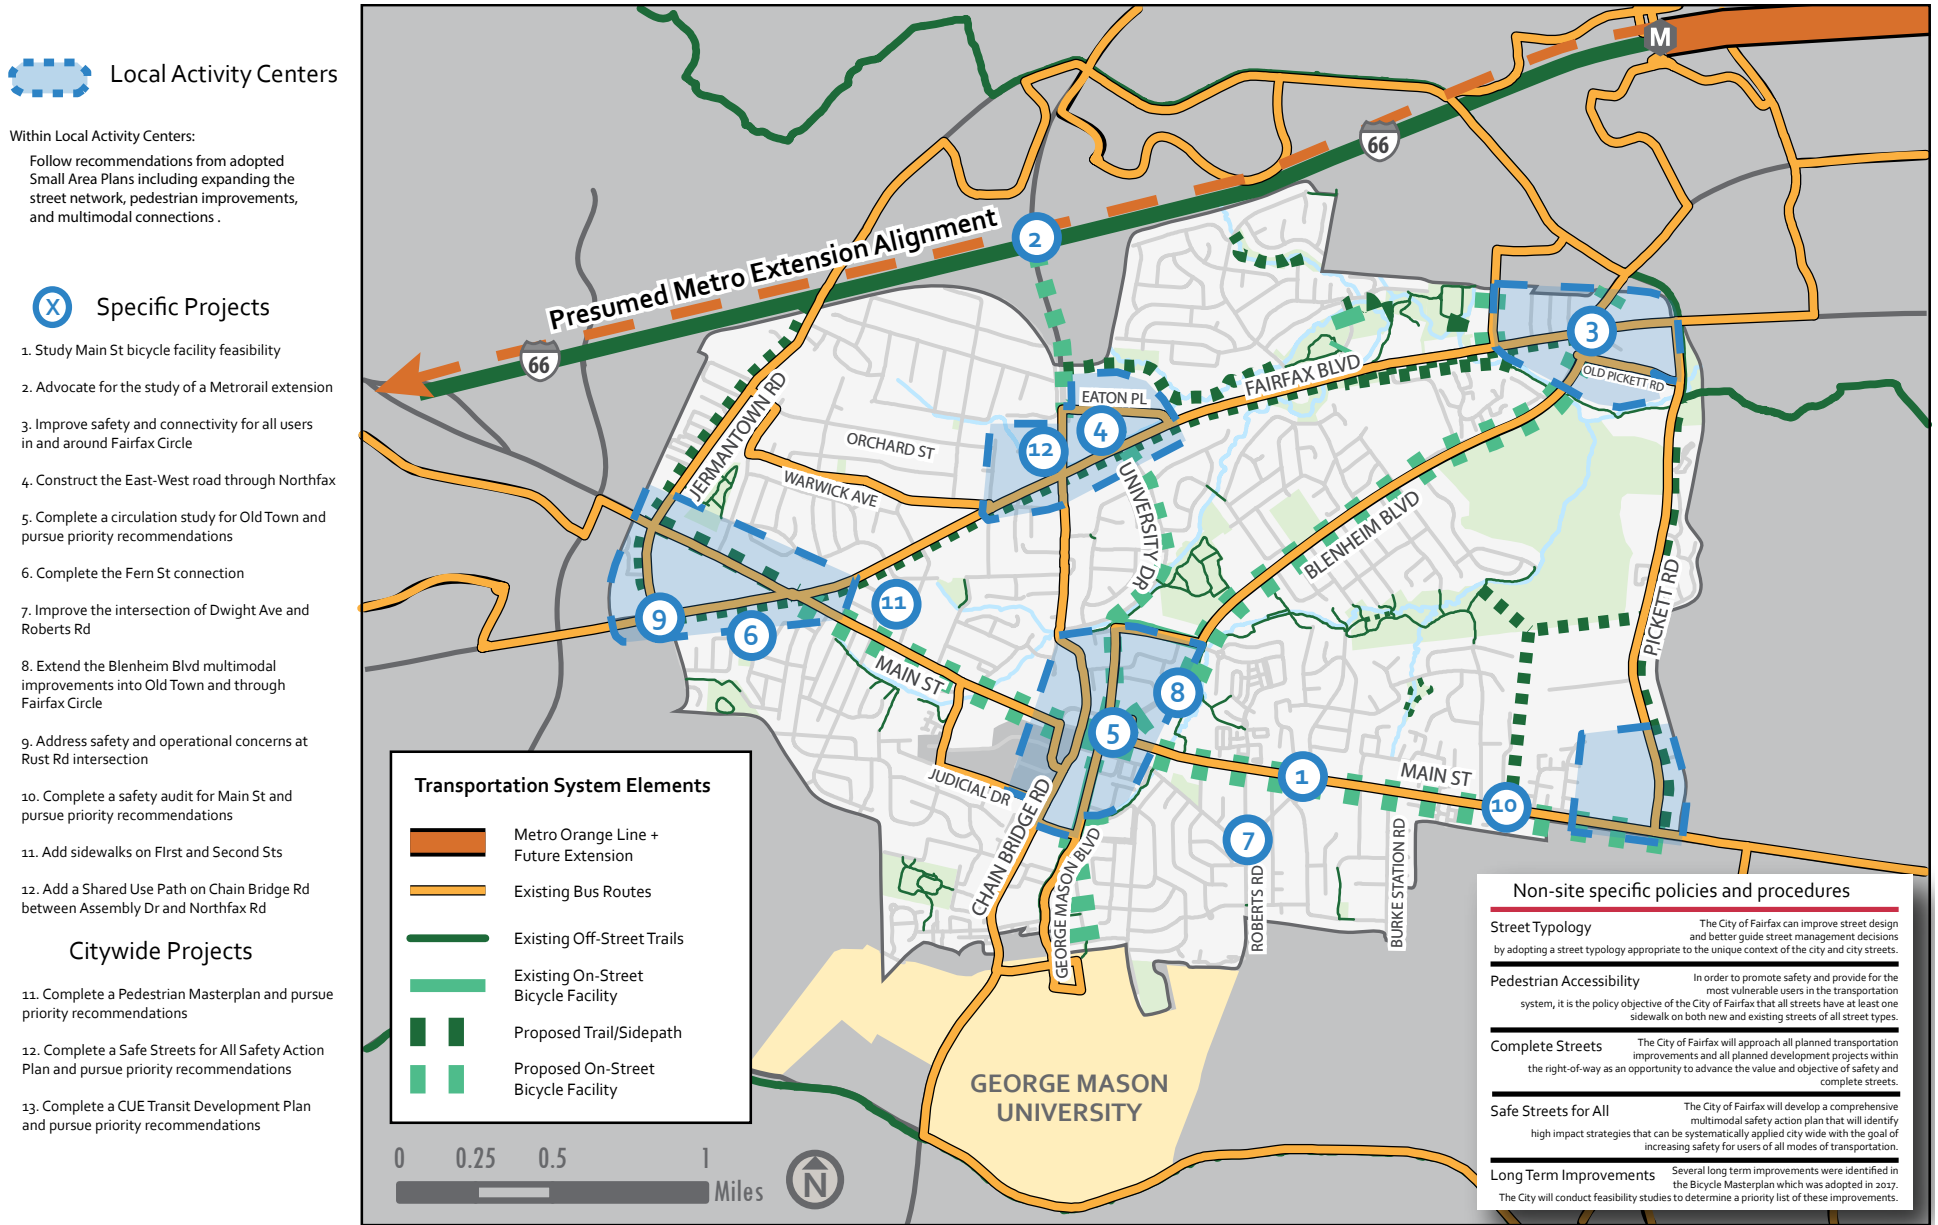 Local Activity Centers
Within Local Activity Centers:
Follow recommendations from adopted
Small Area Plans including expanding the
street network, pedestrian improvements,
and multimodal connections .
X
Specific Projects
1. Study Main St bicycle facility feasibility
2. Advocate for the study of a Metrorail extension
3. Improve safety and connectivity for all users
in and around Fairfax Circle
4. Construct the East-West road through Northfax
5. Complete a circulation study for Old Town and
pursue priority recommendations
6. Complete the Fern St connection
7. Improve the intersection of Dwight Ave and
Roberts Rd
8. Extend the Blenheim Blvd multimodal
improvements into Old Town and through
Fairfax Circle
9. Address safety and operational concerns at
Rust Rd intersection
10. Complete a safety audit for Main St and
pursue priority recommendations
11. Add sidewalks on FIrst and Second Sts
12. Add a Shared Use Path on Chain Bridge Rd
between Assembly Dr and Northfax Rd
Citywide Projects
11. Complete a Pedestrian Masterplan and pursue
priority recommendations
12. Complete a Safe Streets for All Safety Action
Plan and pursue priority recommendations
13. Complete a CUE Transit Development Plan
and pursue priority recommendations
M
66
2
Presumed Metro Extension Alignment
66
3
FAIRFAX BLVD
OLD PICKETT RD
EATON PL
JERMANTOWN RD
4
ORCHARD ST
12
WARWICK AVE
UNIVERSITY DR
BLENHEIM BLVD
PICKETT RD
11
9
6
MAIN ST
8
5
1
MAIN ST
10
JUDICIAL DR
CHAIN BRIDGE RD
7
GEORGE MASON BLVD
ROBERTS RD
BURKE STATION RD
GEORGE MASON
UNIVERSITY
Transportation System Elements
Metro Orange Line +
Future Extension
Existing Bus Routes
Existing Off-Street Trails
Existing On-Street
Bicycle Facility
Proposed Trail/Sidepath
Proposed On-Street
Bicycle Facility
0 0.25 0.5 1
Miles
N
Non-site specific policies and procedures
Street Typology The City of Fairfax can improve street design
and better guide street management decisions
by adopting a street typology appropriate to the unique context of the city and city streets.
Pedestrian Accessibility In order to promote safety and provide for the
most vulnerable users in the transportation
system, it is the policy objective of the City of Fairfax that all streets have at least one
sidewalk on both new and existing streets of all street types.
Complete Streets The City of Fairfax will approach all planned transportation
improvements and all planned development projects within
the right-of-way as an opportunity to advance the value and objective of safety and
complete streets.
Safe Streets for All The City of Fairfax will develop a comprehensive
multimodal safety action plan that will identify
high impact strategies that can be systematically applied city wide with the goal of
increasing safety for users of all modes of transportation.
Long Term Improvements Several long term improvements were identified in
the Bicycle Masterplan which was adopted in 2017.
The City will conduct feasibility studies to determine a priority list of these improvements.